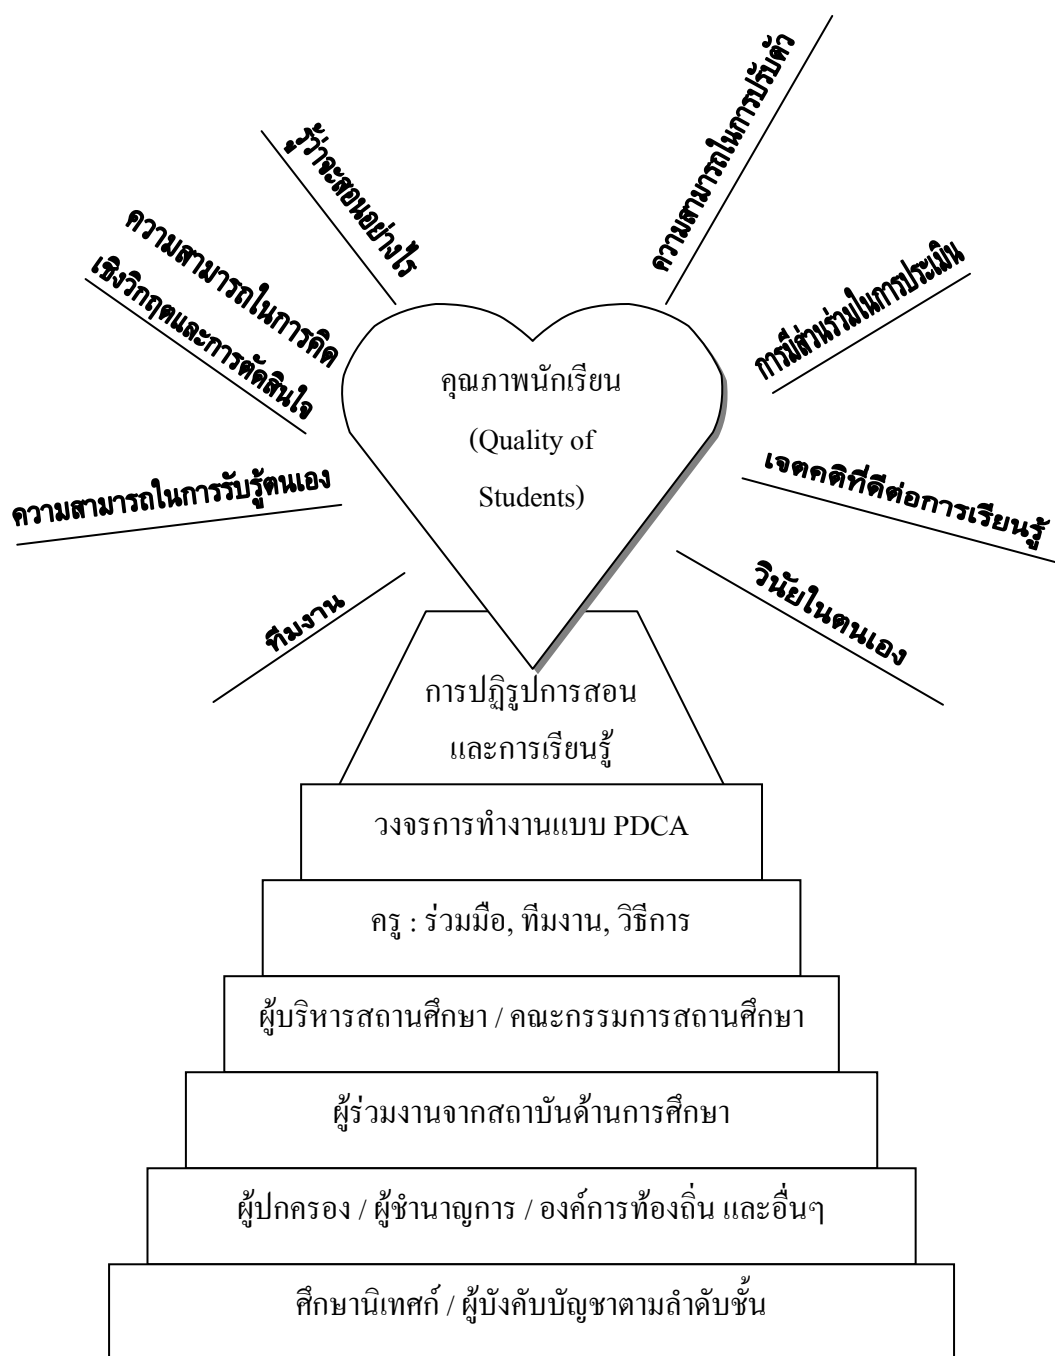 ความสามารถในการปรับตัว
รู้ว่าจะสอนอย่างไร
ความสามารถในการคิด
เชิงวิกฤตและการตัดสินใจ
การมีส่วนร่วมในการประเมิน
ความสามารถในการรับรู้ตนเอง
เจตคติที่ดีต่อการเรียนรู้
ทีมงาน
วินัยในตนเอง
คุณภาพนักเรียน
(Quality of
Students)
การปฏิรูปการสอน
และการเรียนรู้
วงจรการทำงานแบบ PDCA
ครู : ร่วมมือ, ทีมงาน, วิธีการ
ผู้บริหารสถานศึกษา / คณะกรรมการสถานศึกษา
ผู้ร่วมงานจากสถาบันด้านการศึกษา
ผู้ปกครอง / ผู้ชำนาญการ / องค์การท้องถิ่น และอื่นๆ
ศึกษานิเทศก์ / ผู้บังคับบัญชาตามลำดับชั้น